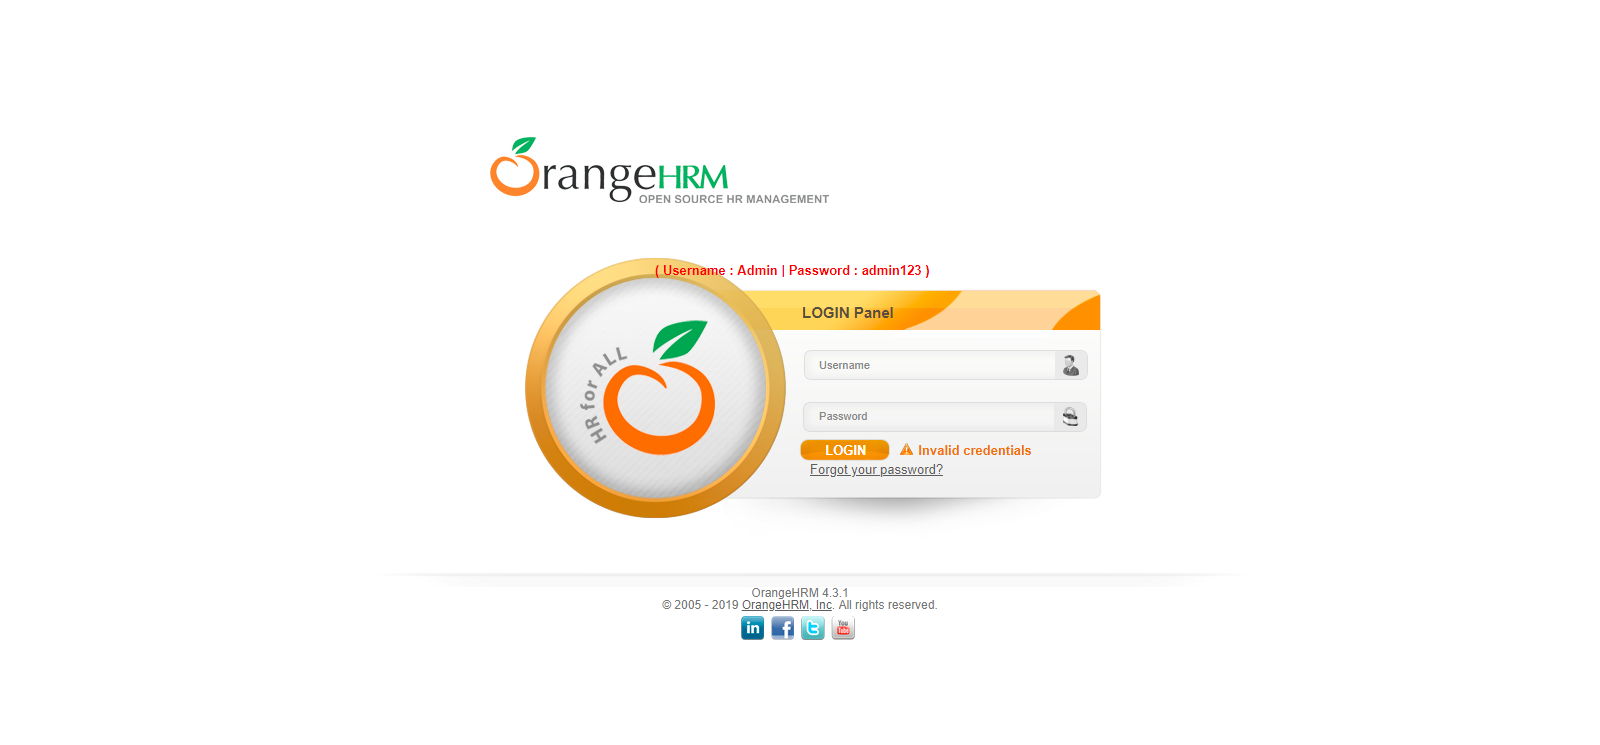 OrangeHRM
OPEN SOURCE HR MANAGEMENT
( Username : Admin | Password : admin123 )
HR for ALL
LOGIN Panel
Username
Password
LOGIN Invalid credentials
Forgot your password?
OrangeHRM 4.3.1
© 2005 - 2019 OrangeHRM, Inc. All rights reserved.
in f t You Tube